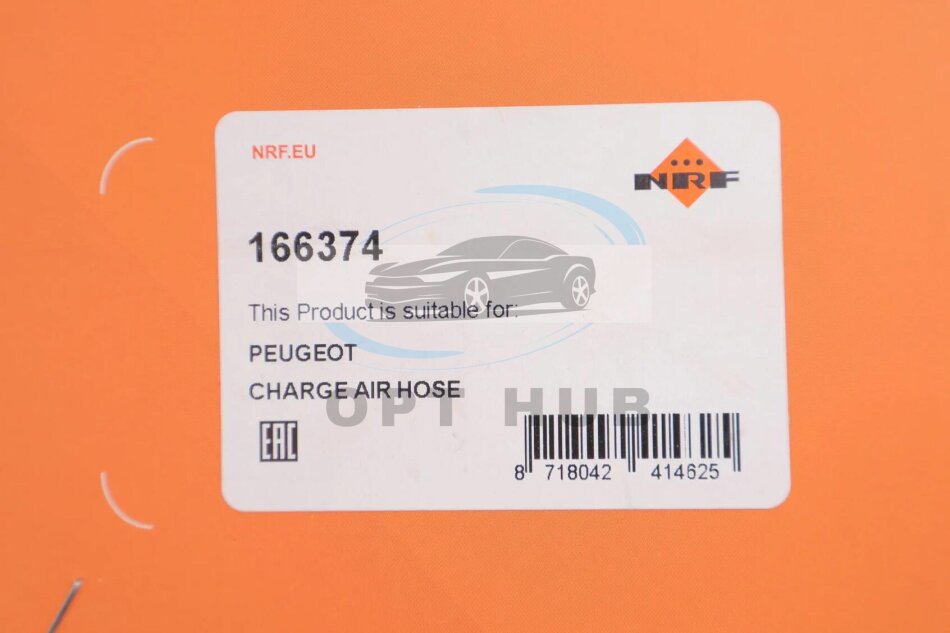 NRF.EU
NRF
166374
This Product is suitable for:
PEUGEOT
CHARGE AIR HOSE
OPT HUB
EAC
8 718042 414625